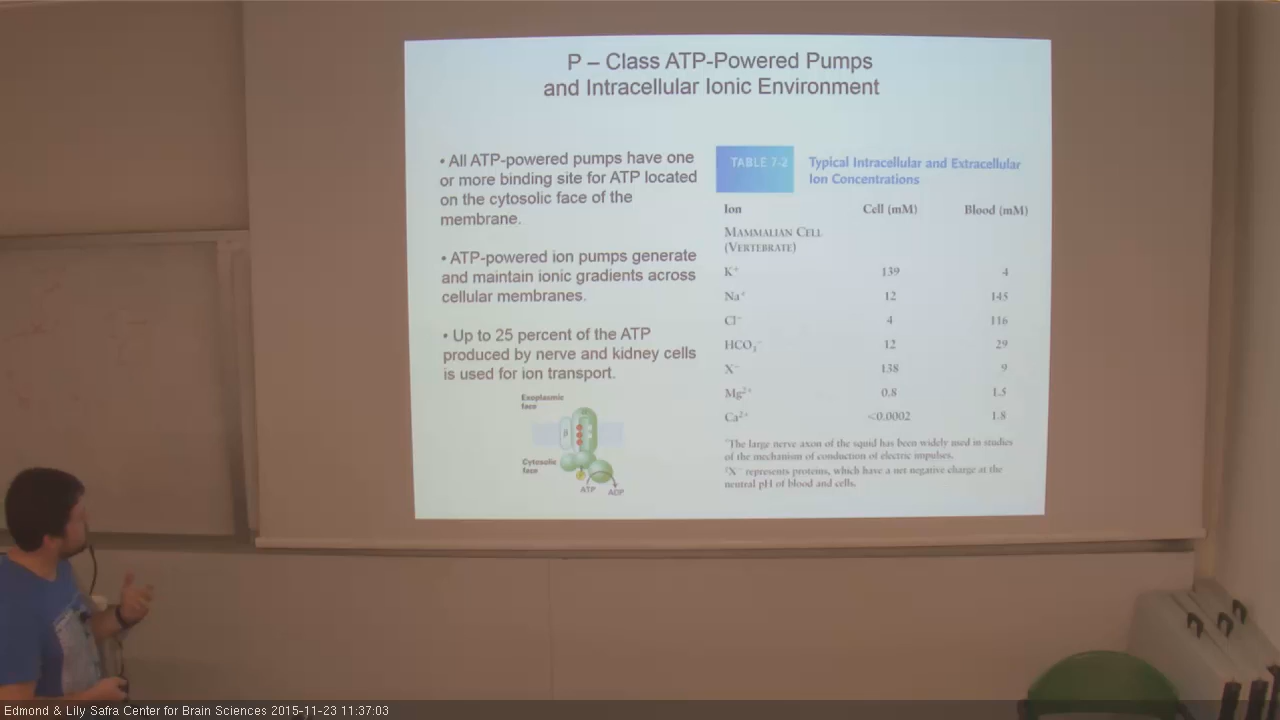 P – Class ATP-Powered Pumps
and Intracellular Ionic Environment
• All ATP-powered pumps have one
or more binding site for ATP located
on the cytosolic face of the
membrane.
• ATP-powered ion pumps generate
and maintain ionic gradients across
cellular membranes.
• Up to 25 percent of the ATP
produced by nerve and kidney cells
is used for ion transport.
Exoplasmic
face
β
Cytosolic
face
ATP ADP
TABLE 7-2 Typical Intracellular and Extracellular
Ion Concentrations
Ion Cell (mM) Blood (mM)
MAMMALIAN CELL
(VERTEBRATE)
K⁺ 139 4
Na⁺ 12 145
Cl⁻ 4 116
HCO₃⁻ 12 29
X⁻ 138 9
Mg²⁺ 0.8 1.5
Ca²⁺ <0.0002 1.8
*The large nerve axon of the squid has been widely used in studies
of the mechanism of conduction of electric impulses.
†X⁻ represents proteins, which have a net negative charge at the
neutral pH of blood and cells.
Edmond & Lily Safra Center for Brain Sciences 2015-11-23 11:37:03